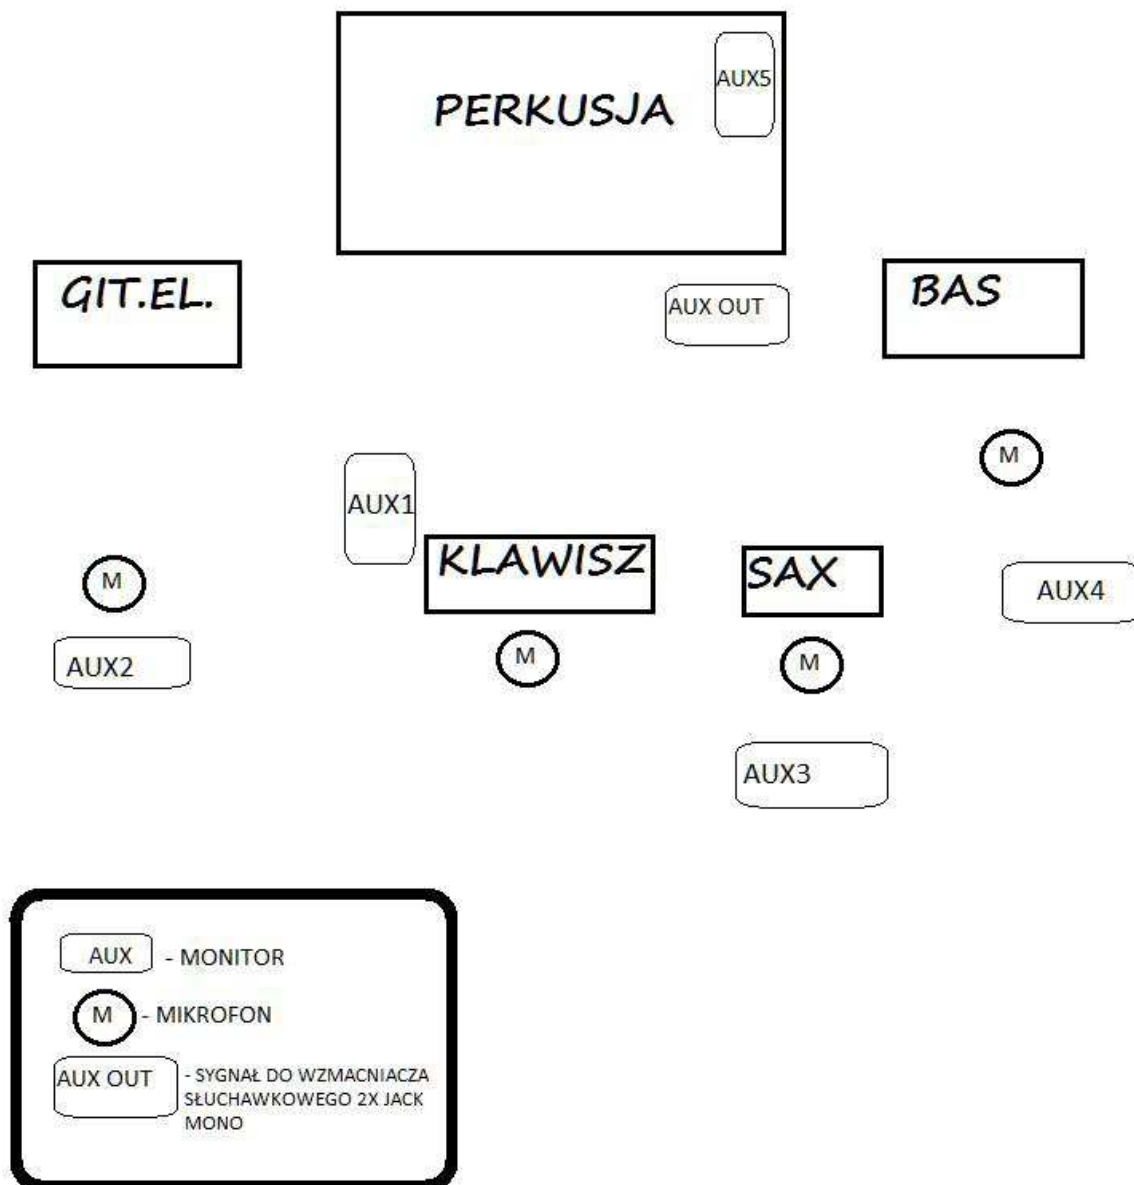 AUX5
PERKUSJA
GIT.EL.
BAS
AUX OUT
M
AUX1
KLAWISZ
SAX
M
AUX4
AUX2
M
M
AUX3
AUX - MONITOR
M - MIKROFON
AUX OUT - SYGNAŁ DO WZMACNIACZA
SŁUCHAWKOWEGO 2X JACK
MONO